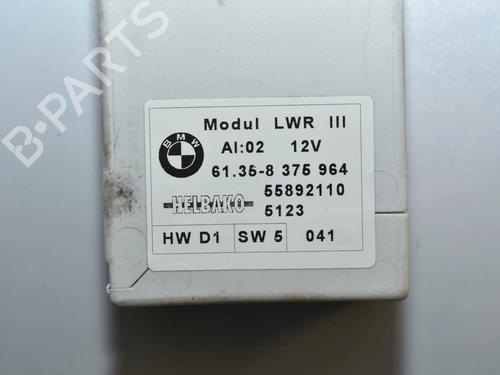 B-PARTS
BMW
Modul LWR III
AI:02 12V
61.35-8 375 964
55892110
HELBAKO 5123
HW D1 SW 5 041